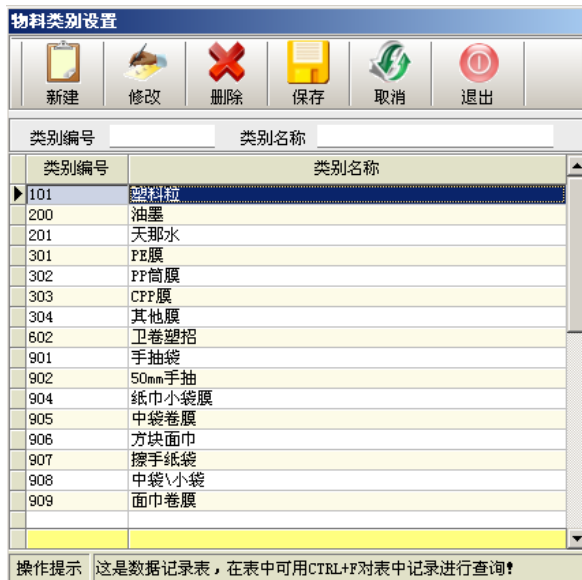 物料类别设置
新建 修改 删除 保存 取消 退出
类别编号 类别名称
类别编号 类别名称
101 塑料粒
200 油墨
201 天那水
301 PE膜
302 PP筒膜
303 CPP膜
304 其他膜
602 卫卷塑招
901 手抽袋
902 50mm手抽
904 纸巾小袋膜
905 中袋卷膜
906 方块面巾
907 擦手纸袋
908 中袋\小袋
909 面巾卷膜
操作提示 这是数据记录表，在表中可用CTRL+F对表中记录进行查询！